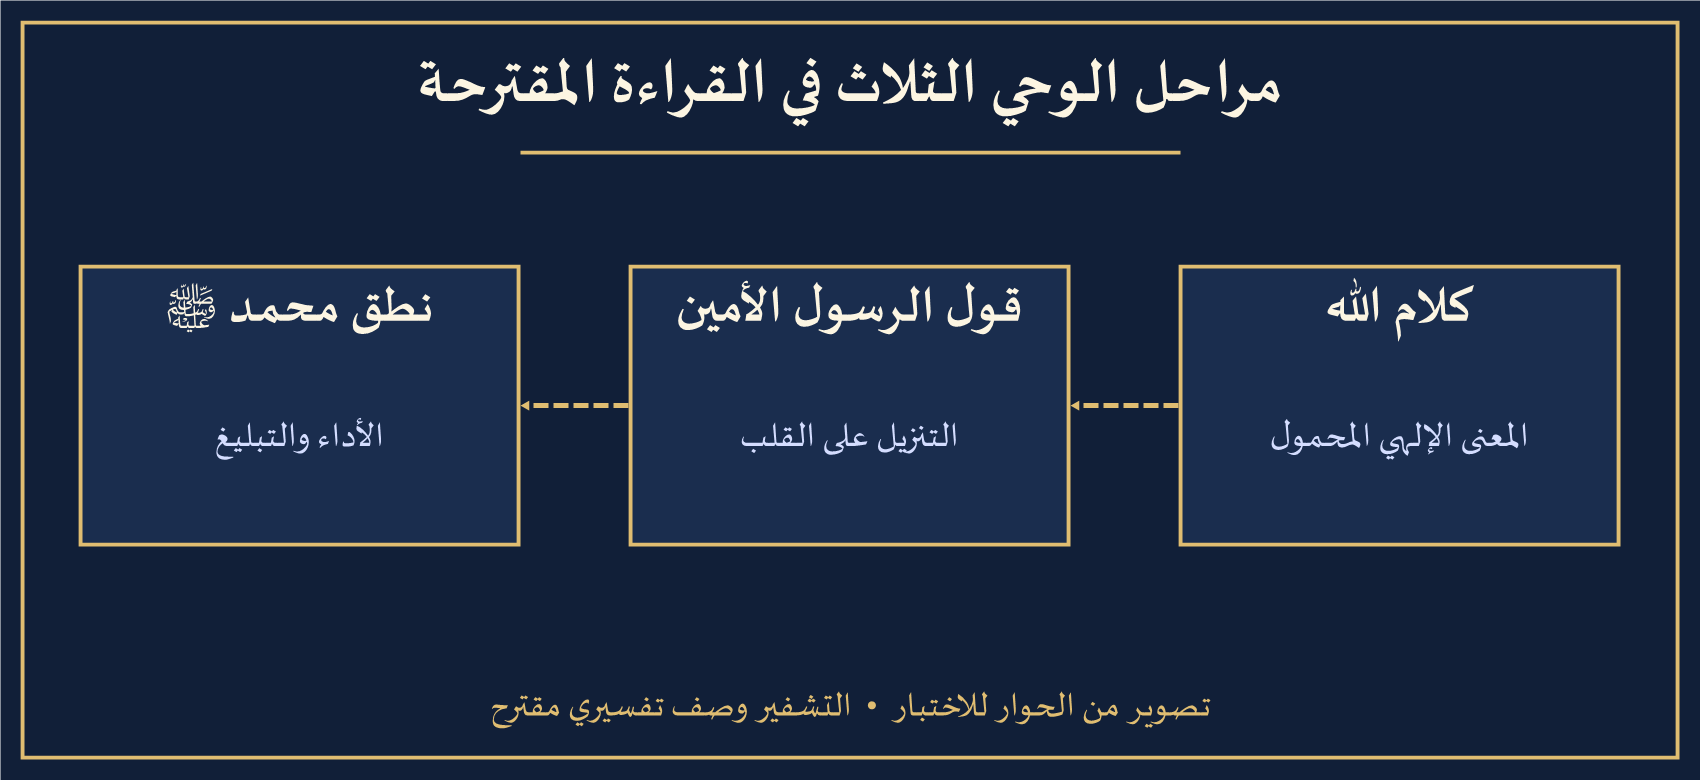 مراحل الوحي الثلاث في القراءة المقترحة
كلام الله
المعنى الإلهي المحمول
قول الرسول الأمين
التنزيل على القلب
نطق محمد ﷺ
الأداء والتبليغ
تصوير من الحوار للاختبار • التشفير وصف تفسيري مقترح